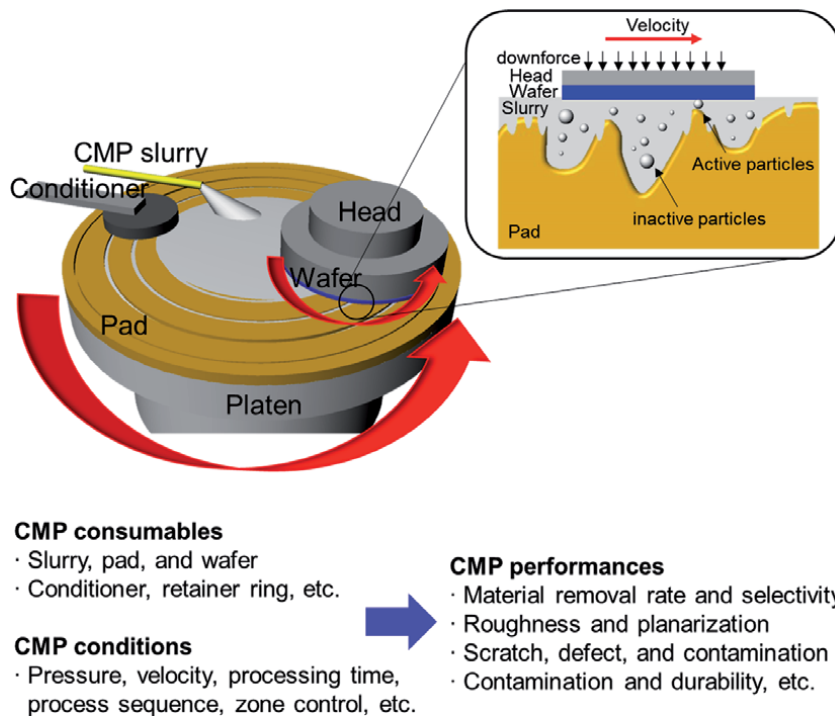 Velocity
downforce
Head
Wafer
Slurry
Active particles
inactive particles
Pad
CMP slurry
Conditioner
Head
Wafer
Pad
Platen
CMP consumables
· Slurry, pad, and wafer
· Conditioner, retainer ring, etc.
CMP conditions
· Pressure, velocity, processing time,
process sequence, zone control, etc.
CMP performances
· Material removal rate and selectivity
· Roughness and planarization
· Scratch, defect, and contamination
· Contamination and durability, etc.